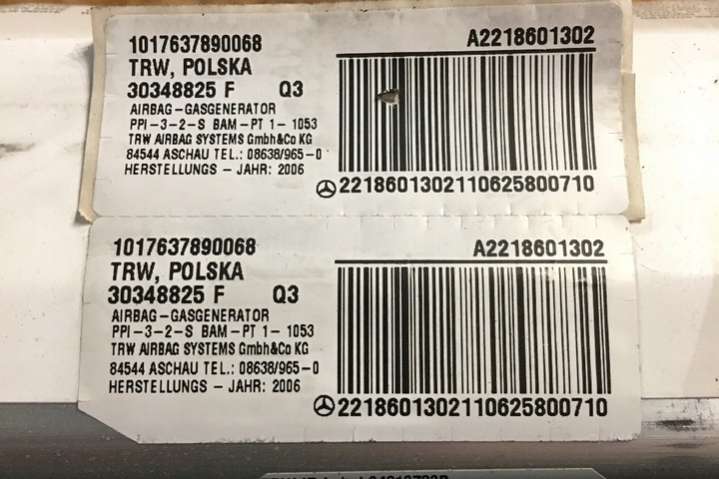 1017637890068
A2218601302
TRW, POLSKA
30348825 F Q3
AIRBAG-GASGENERATOR
PPI-3-2-S BAM-PT 1- 1053
TRW AIRBAG SYSTEMS Gmbh&Co KG
84544 ASCHAU TEL.: 08638/965-0
HERSTELLUNGS - JAHR: 2006
2218601302110625800710
1017637890068
A2218601302
TRW, POLSKA
30348825 F Q3
AIRBAG-GASGENERATOR
PPI-3-2-S BAM-PT 1- 1053
TRW AIRBAG SYSTEMS Gmbh&Co KG
84544 ASCHAU TEL.: 08638/965-0
HERSTELLUNGS - JAHR: 2006
2218601302110625800710